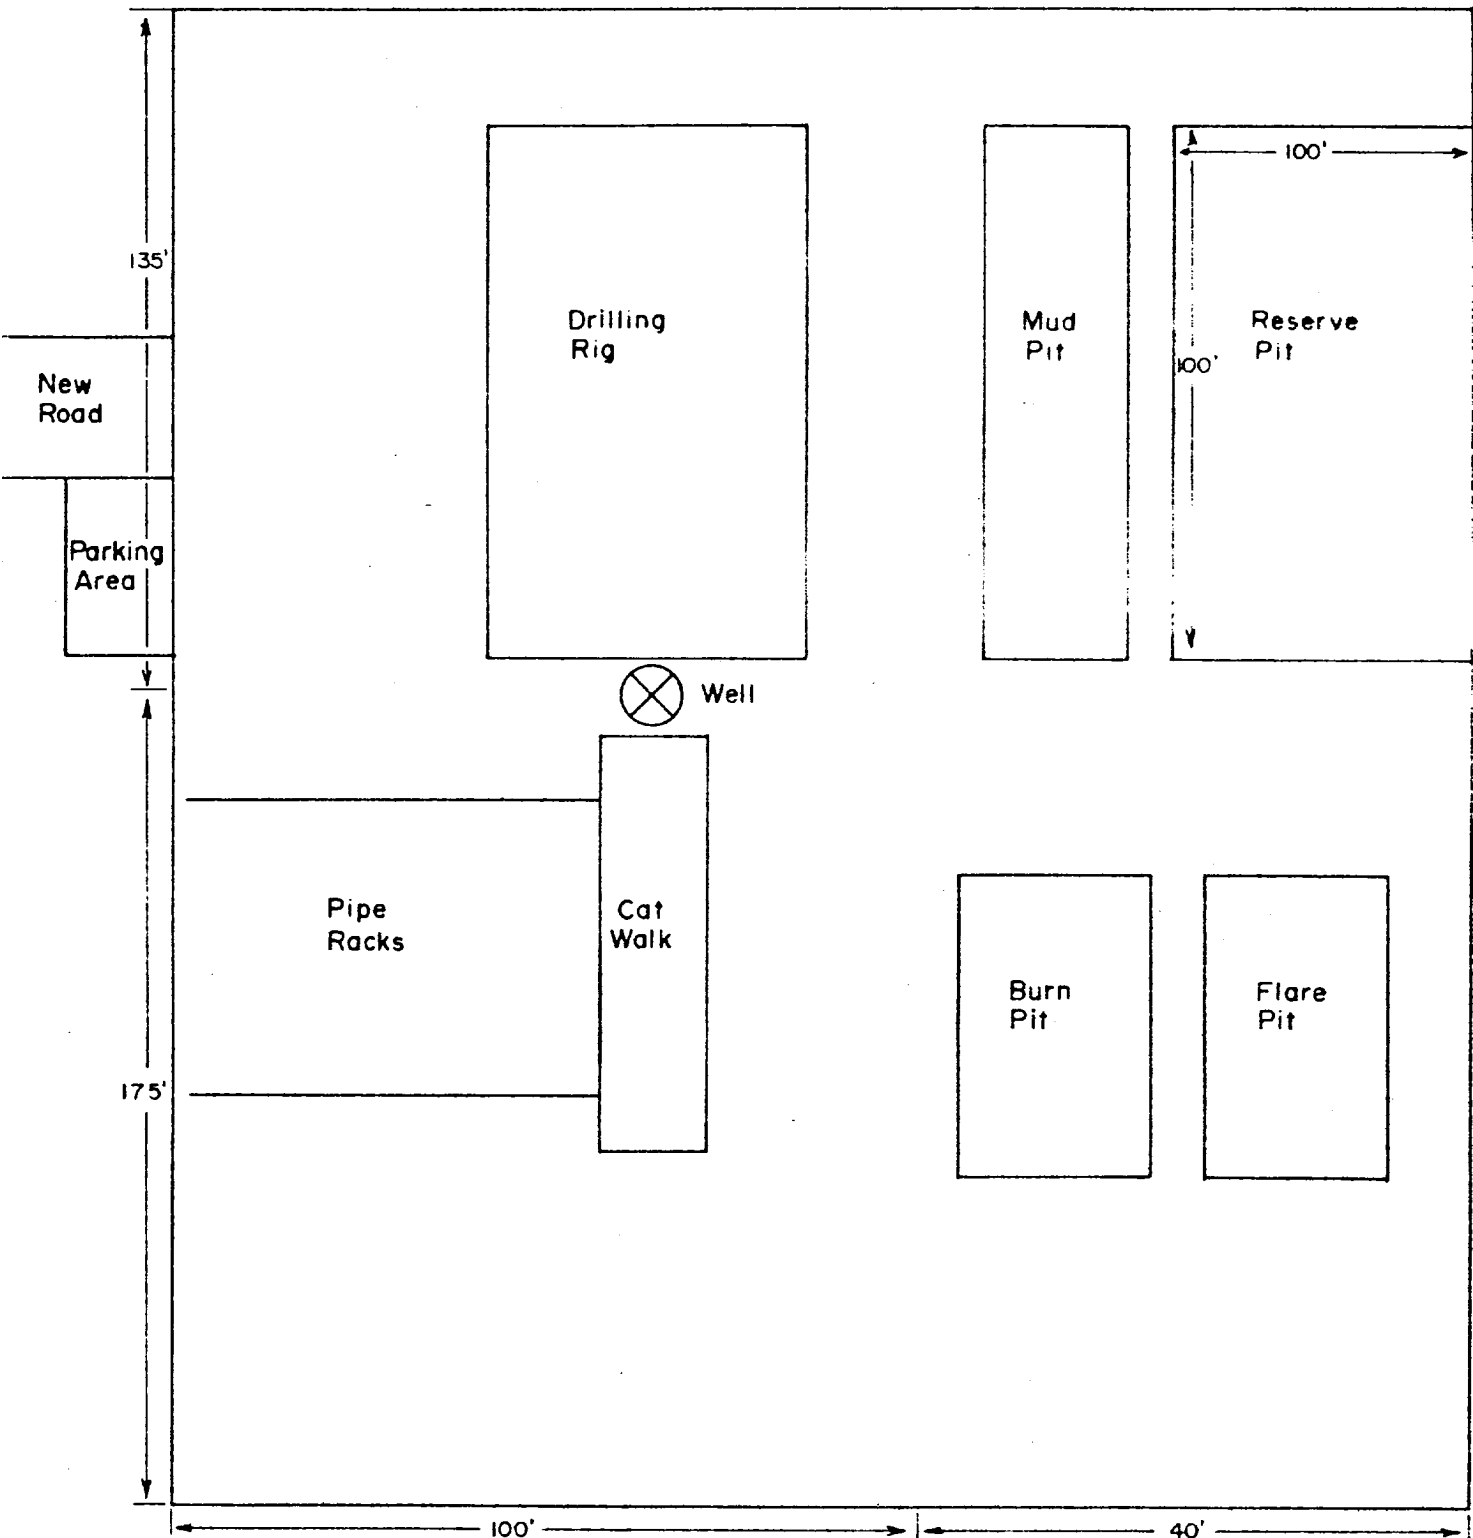 100'
135'
Drilling
Rig
Mud
Pit
Reserve
Pit
100'
New
Road
Parking
Area
Well
Pipe
Racks
Cat
Walk
Burn
Pit
Flare
Pit
175'
100'
40'